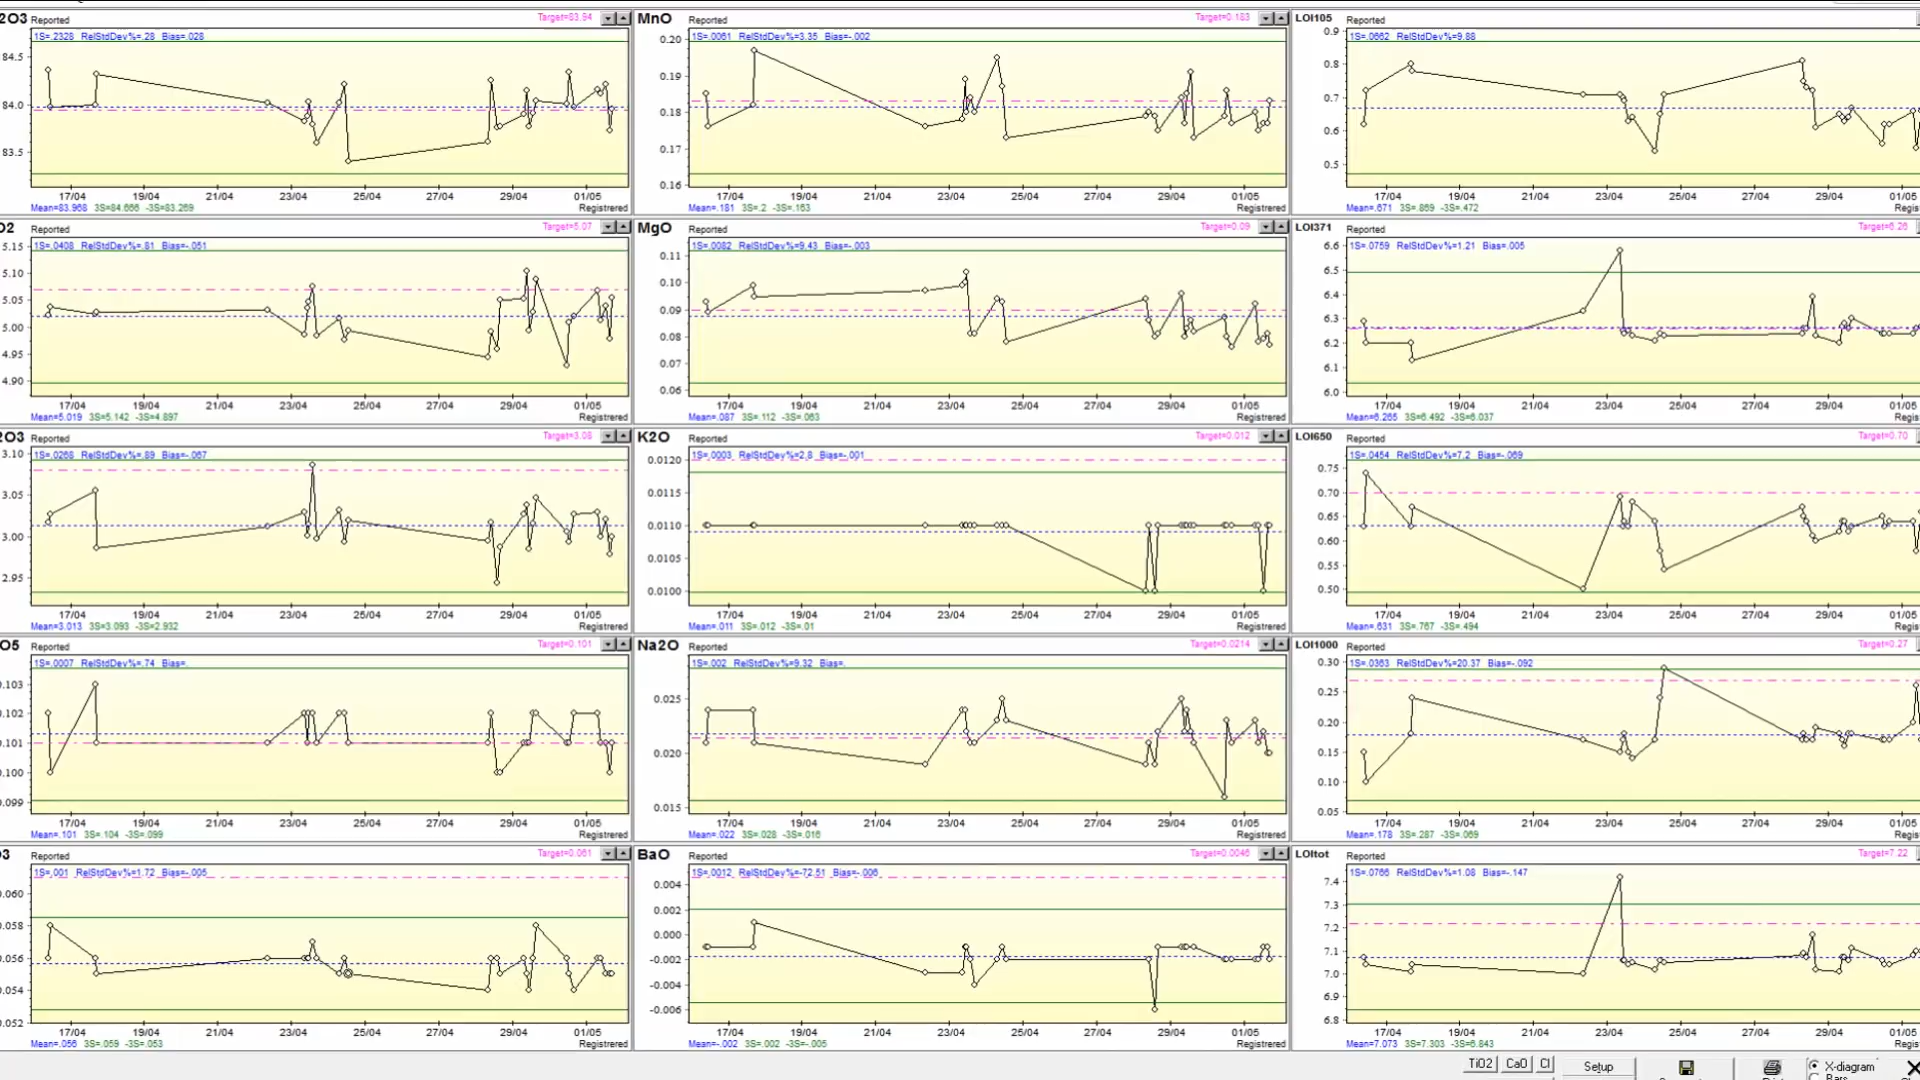 2O3 Reported Target=83.94
1S=.2328 RelStdDev%=.28 Bias=.028
84.5
84.0
83.5
17/04 19/04 21/04 23/04 25/04 27/04 29/04 01/05
Mean=83.968 3S=84.666 -3S=83.269 Registrered
MnO Reported Target=0.183
1S=.0061 RelStdDev%=3.35 Bias=-.002
0.20
0.19
0.18
0.17
0.16
17/04 19/04 21/04 23/04 25/04 27/04 29/04 01/05
Mean=.181 3S=.2 -3S=.163 Registrered
LOI105 Reported
1S=.0662 RelStdDev%=9.88
0.9
0.8
0.7
0.6
0.5
17/04 19/04 21/04 23/04 25/04 27/04 29/04 01/05
Mean=.671 3S=.869 -3S=.472 Regist
O2 Reported Target=5.07
1S=.0408 RelStdDev%=.81 Bias=-.051
5.15
5.10
5.05
5.00
4.95
4.90
17/04 19/04 21/04 23/04 25/04 27/04 29/04 01/05
Mean=5.019 3S=5.142 -3S=4.897 Registrered
MgO Reported Target=0.09
1S=.0082 RelStdDev%=9.43 Bias=-.003
0.11
0.10
0.09
0.08
0.07
0.06
17/04 19/04 21/04 23/04 25/04 27/04 29/04 01/05
Mean=.087 3S=.112 -3S=.063 Registrered
LOI371 Reported Target=6.26
1S=.0759 RelStdDev%=1.21 Bias=.005
6.6
6.5
6.4
6.3
6.2
6.1
6.0
17/04 19/04 21/04 23/04 25/04 27/04 29/04 01/05
Mean=6.265 3S=6.492 -3S=6.037 Regist
2O3 Reported Target=3.08
1S=.0268 RelStdDev%=.89 Bias=-.067
3.10
3.05
3.00
2.95
17/04 19/04 21/04 23/04 25/04 27/04 29/04 01/05
Mean=3.013 3S=3.093 -3S=2.932 Registrered
K2O Reported Target=0.012
1S=.0003 RelStdDev%=2.8 Bias=-.001
0.0120
0.0115
0.0110
0.0105
0.0100
17/04 19/04 21/04 23/04 25/04 27/04 29/04 01/05
Mean=.011 3S=.012 -3S=.01 Registrered
LOI650 Reported Target=0.70
1S=.0454 RelStdDev%=7.2 Bias=-.069
0.75
0.70
0.65
0.60
0.55
0.50
17/04 19/04 21/04 23/04 25/04 27/04 29/04 01/05
Mean=.631 3S=.767 -3S=.494 Regist
O5 Reported Target=0.101
1S=.0007 RelStdDev%=.74 Bias=.
0.103
0.102
0.101
0.100
0.099
17/04 19/04 21/04 23/04 25/04 27/04 29/04 01/05
Mean=.101 3S=.104 -3S=.099 Registrered
Na2O Reported Target=0.0214
1S=.002 RelStdDev%=9.32 Bias=.
0.025
0.020
0.015
17/04 19/04 21/04 23/04 25/04 27/04 29/04 01/05
Mean=.022 3S=.028 -3S=.016 Registrered
LOI1000 Reported Target=0.27
1S=.0363 RelStdDev%=20.37 Bias=-.092
0.30
0.25
0.20
0.15
0.10
0.05
17/04 19/04 21/04 23/04 25/04 27/04 29/04 01/05
Mean=.178 3S=.287 -3S=.069 Regist
3 Reported Target=0.061
1S=.001 RelStdDev%=1.72 Bias=-.005
0.060
0.058
0.056
0.054
0.052
17/04 19/04 21/04 23/04 25/04 27/04 29/04 01/05
Mean=.056 3S=.059 -3S=.053 Registrered
BaO Reported Target=0.0046
1S=.0012 RelStdDev%=-72.51 Bias=-.006
0.004
0.002
0.000
-0.002
-0.004
-0.006
17/04 19/04 21/04 23/04 25/04 27/04 29/04 01/05
Mean=-.002 3S=.002 -3S=-.005 Registrered
LOItot Reported Target=7.22
1S=.0766 RelStdDev%=1.08 Bias=-.147
7.4
7.3
7.2
7.1
7.0
6.9
6.8
17/04 19/04 21/04 23/04 25/04 27/04 29/04 01/05
Mean=7.073 3S=7.303 -3S=6.843 Regist
TiO2 CaO Cl Setup X-diagram